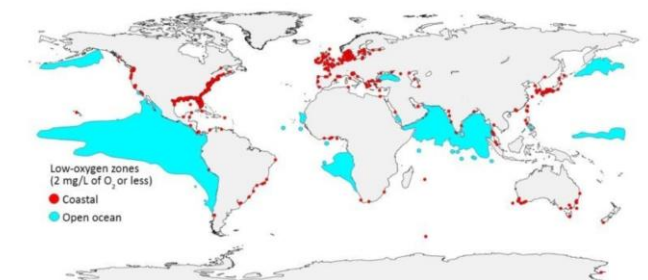 Low-oxygen zones
(2 mg/L of O₂ or less)
Coastal
Open ocean